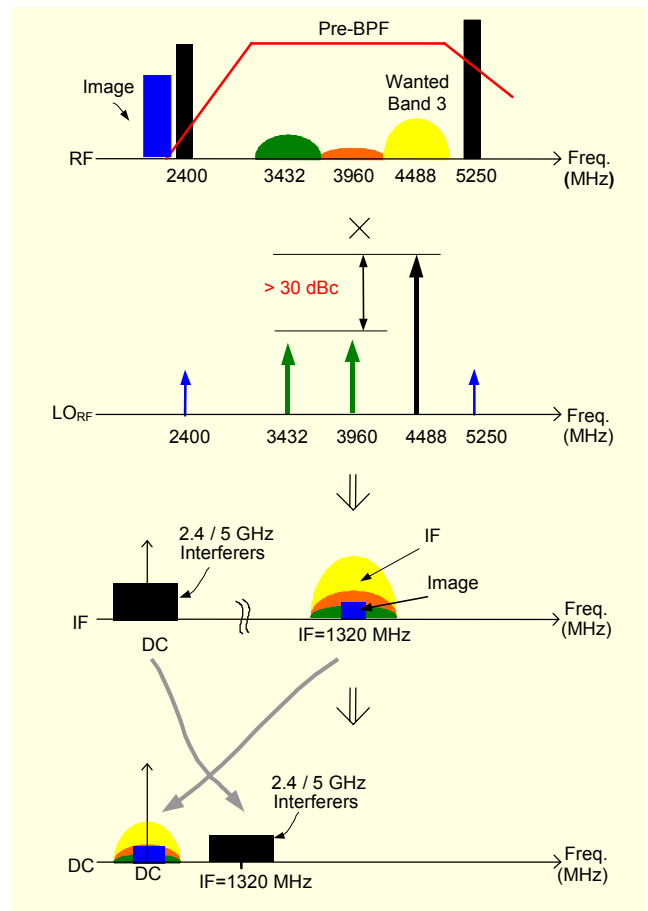 Pre-BPF
Image
Wanted
Band 3
RF
Freq.
(MHz)
2400
3432
3960
4488
5250
> 30 dBc
LORF
Freq.
(MHz)
2400
3432
3960
4488
5250
2.4 / 5 GHz
Interferers
IF
Image
IF
Freq.
(MHz)
DC
IF=1320 MHz
2.4 / 5 GHz
Interferers
DC
Freq.
(MHz)
DC
IF=1320 MHz